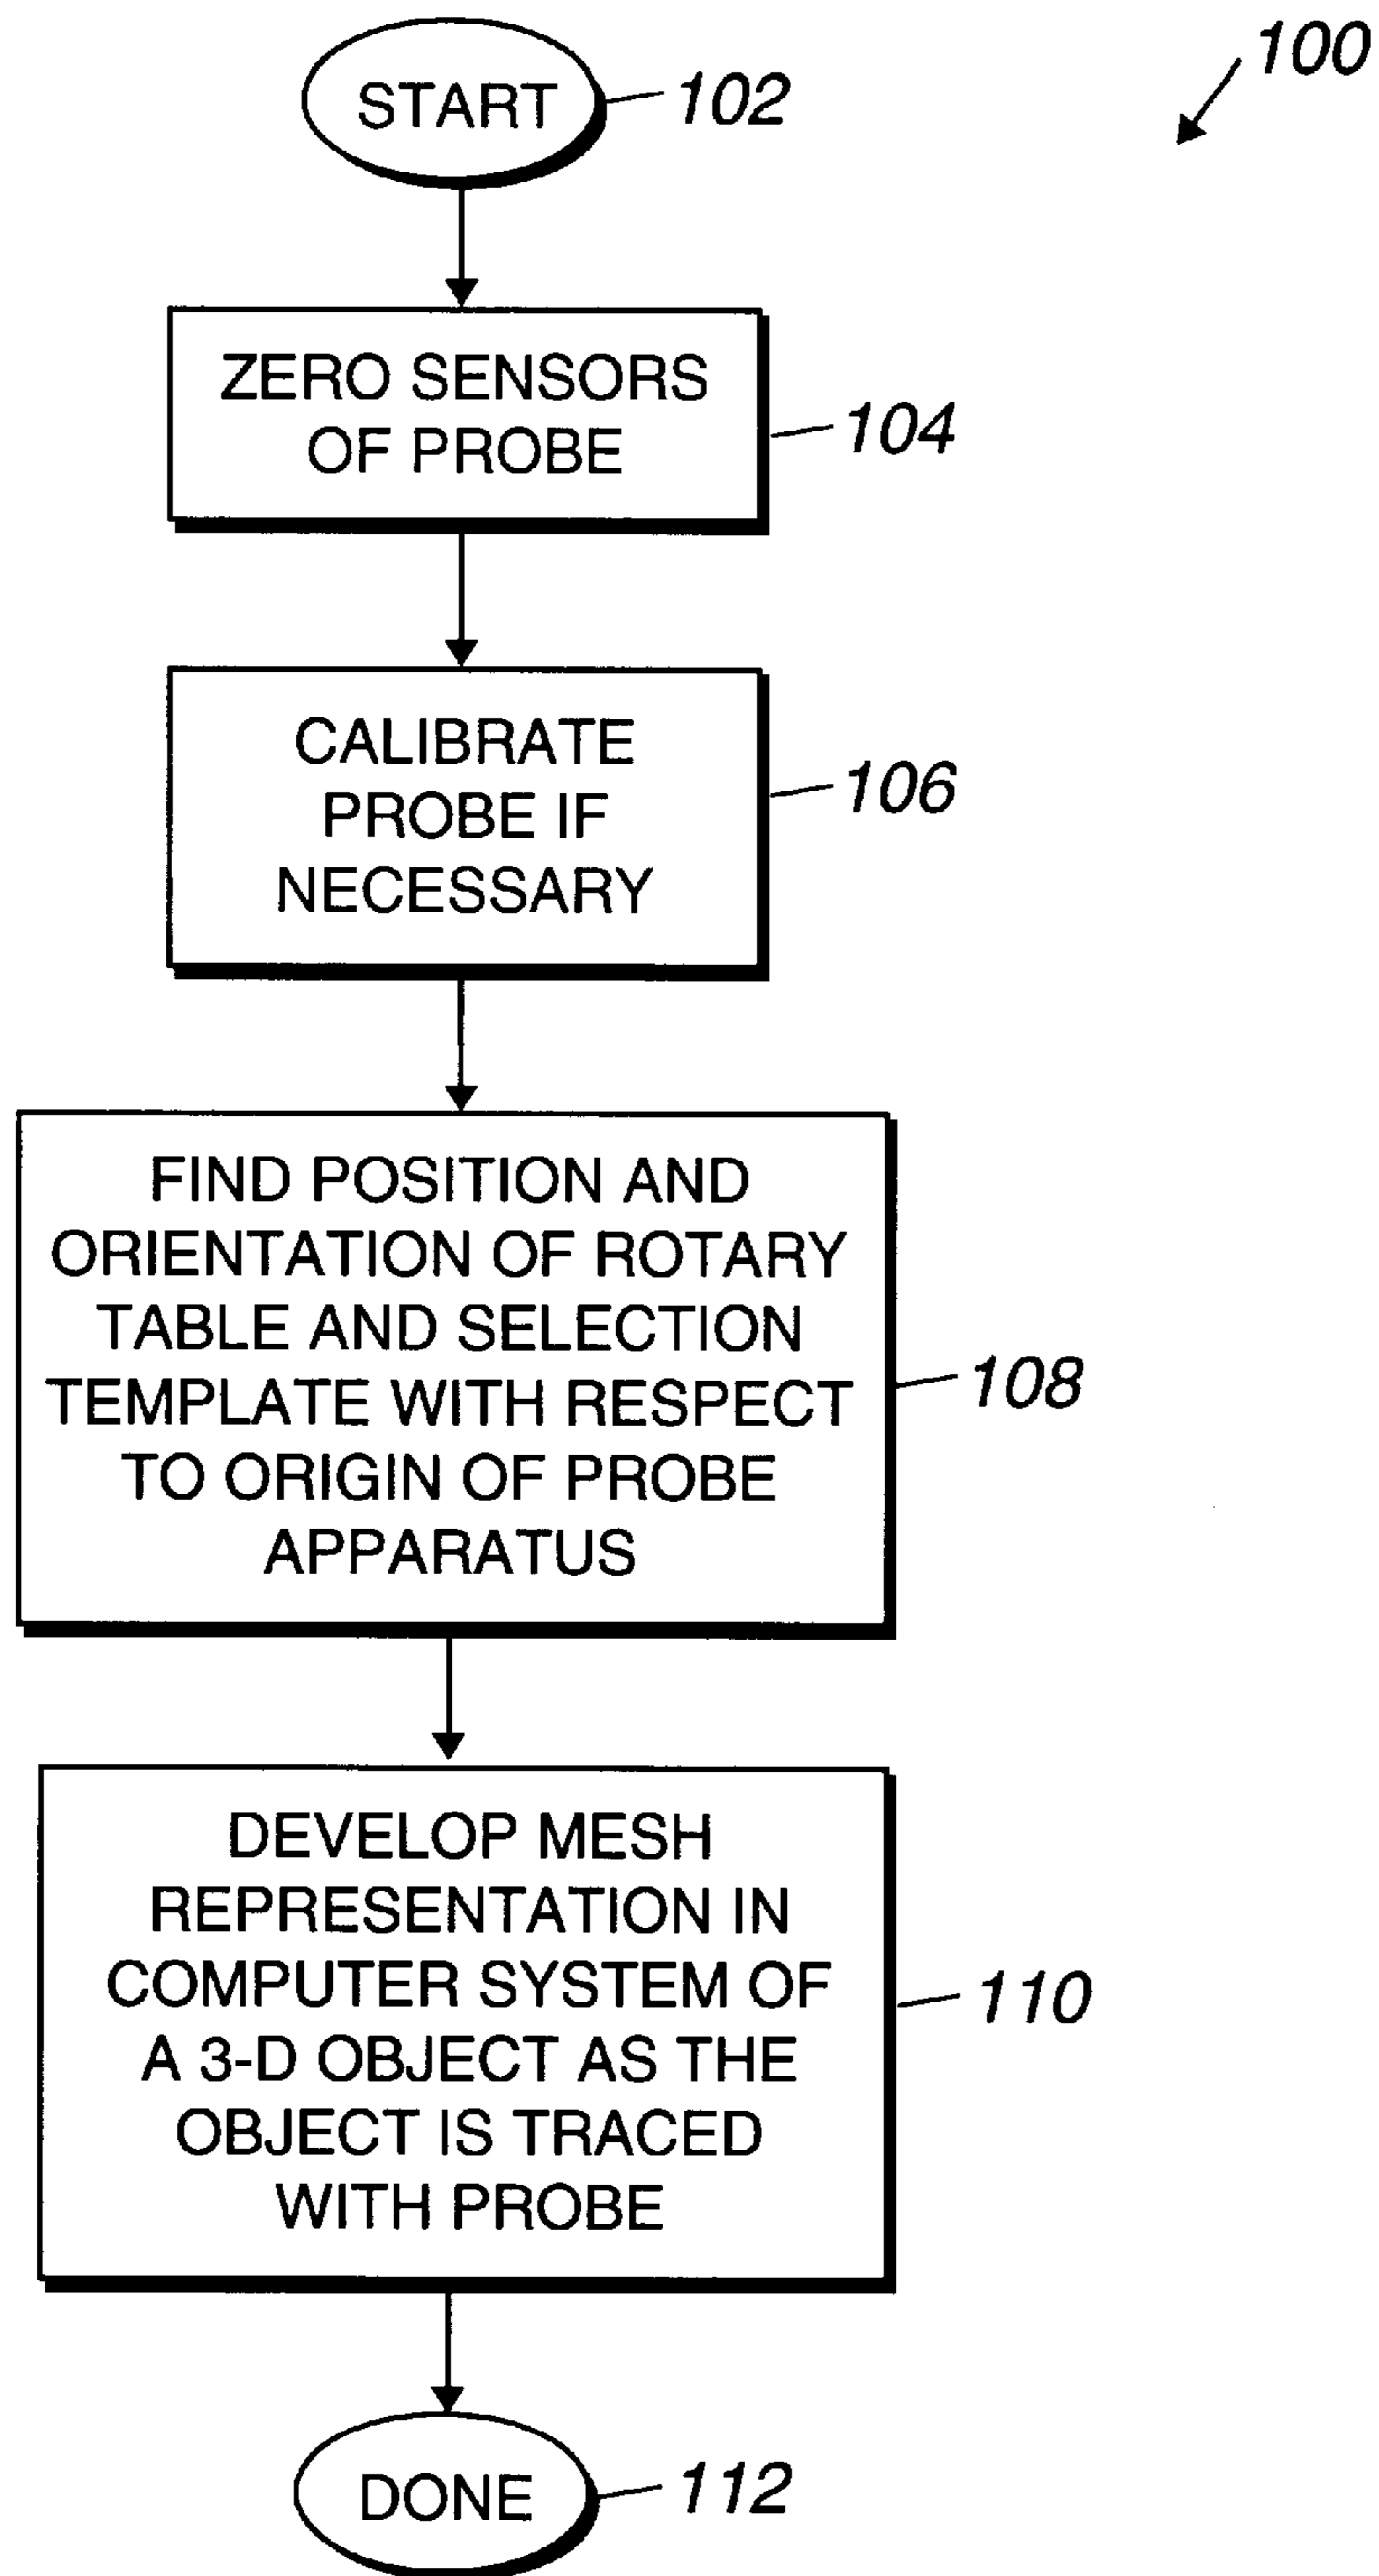 100
START
102
ZERO SENSORS
OF PROBE
104
CALIBRATE
PROBE IF
NECESSARY
106
FIND POSITION AND
ORIENTATION OF ROTARY
TABLE AND SELECTION
TEMPLATE WITH RESPECT
TO ORIGIN OF PROBE
APPARATUS
108
DEVELOP MESH
REPRESENTATION IN
COMPUTER SYSTEM OF
A 3-D OBJECT AS THE
OBJECT IS TRACED
WITH PROBE
110
DONE
112